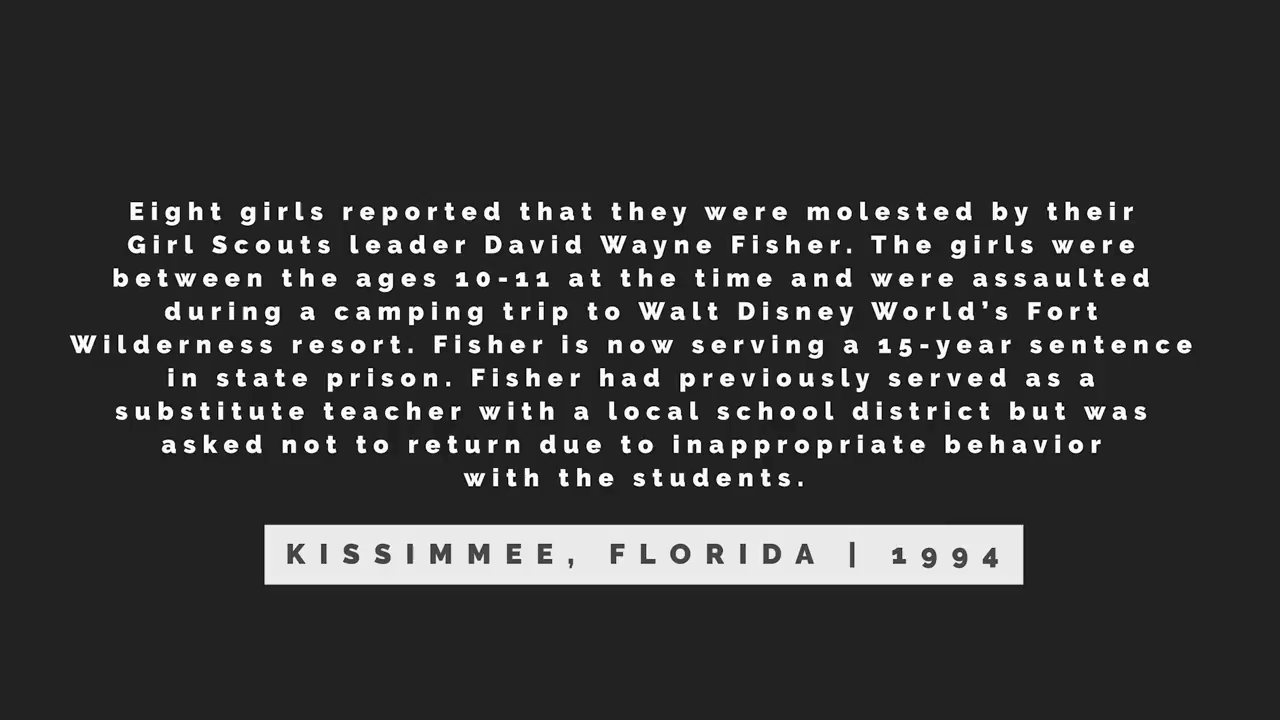 Eight girls reported that they were molested by their
Girl Scouts leader David Wayne Fisher. The girls were
between the ages 10-11 at the time and were assaulted
during a camping trip to Walt Disney World’s Fort
Wilderness resort. Fisher is now serving a 15-year sentence
in state prison. Fisher had previously served as a
substitute teacher with a local school district but was
asked not to return due to inappropriate behavior
with the students.
KISSIMMEE, FLORIDA | 1994